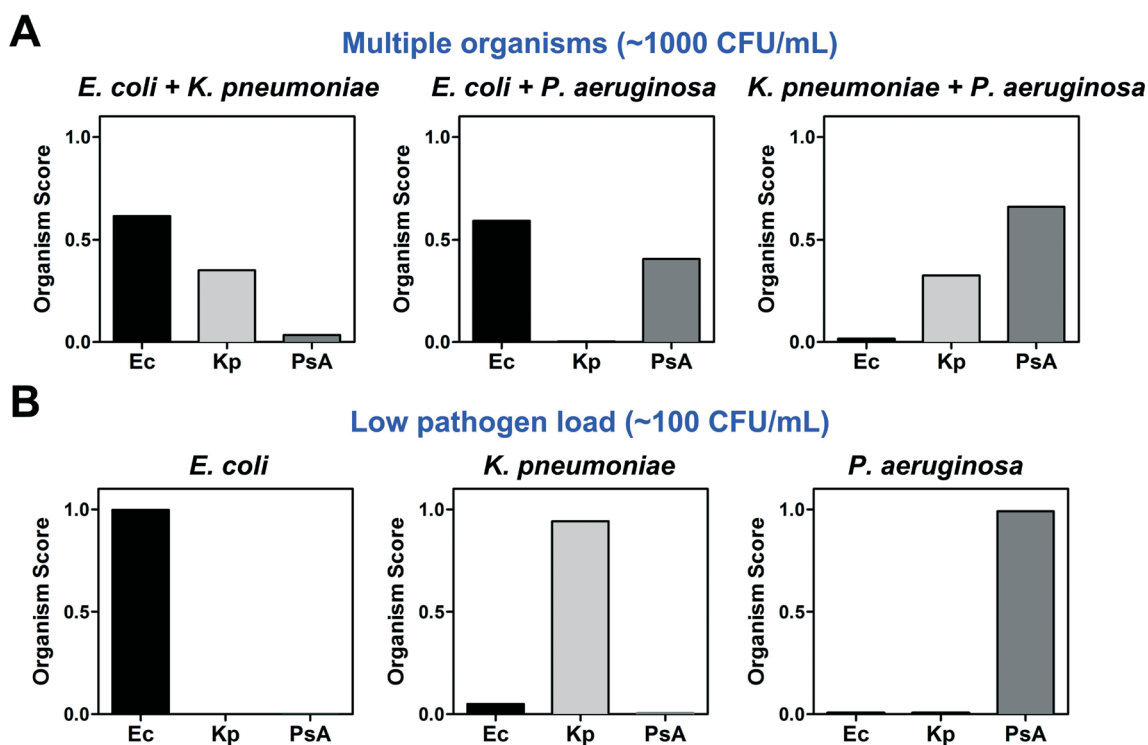 A
Multiple organisms (~1000 CFU/mL)
E. coli + K. pneumoniae
E. coli + P. aeruginosa
K. pneumoniae + P. aeruginosa
Organism Score
1.0
0.5
0.0
Ec Kp PsA
Organism Score
1.0
0.5
0.0
Ec Kp PsA
Organism Score
1.0
0.5
0.0
Ec Kp PsA
B
Low pathogen load (~100 CFU/mL)
E. coli
K. pneumoniae
P. aeruginosa
Organism Score
1.0
0.5
0.0
Ec Kp PsA
Organism Score
1.0
0.5
0.0
Ec Kp PsA
Organism Score
1.0
0.5
0.0
Ec Kp PsA